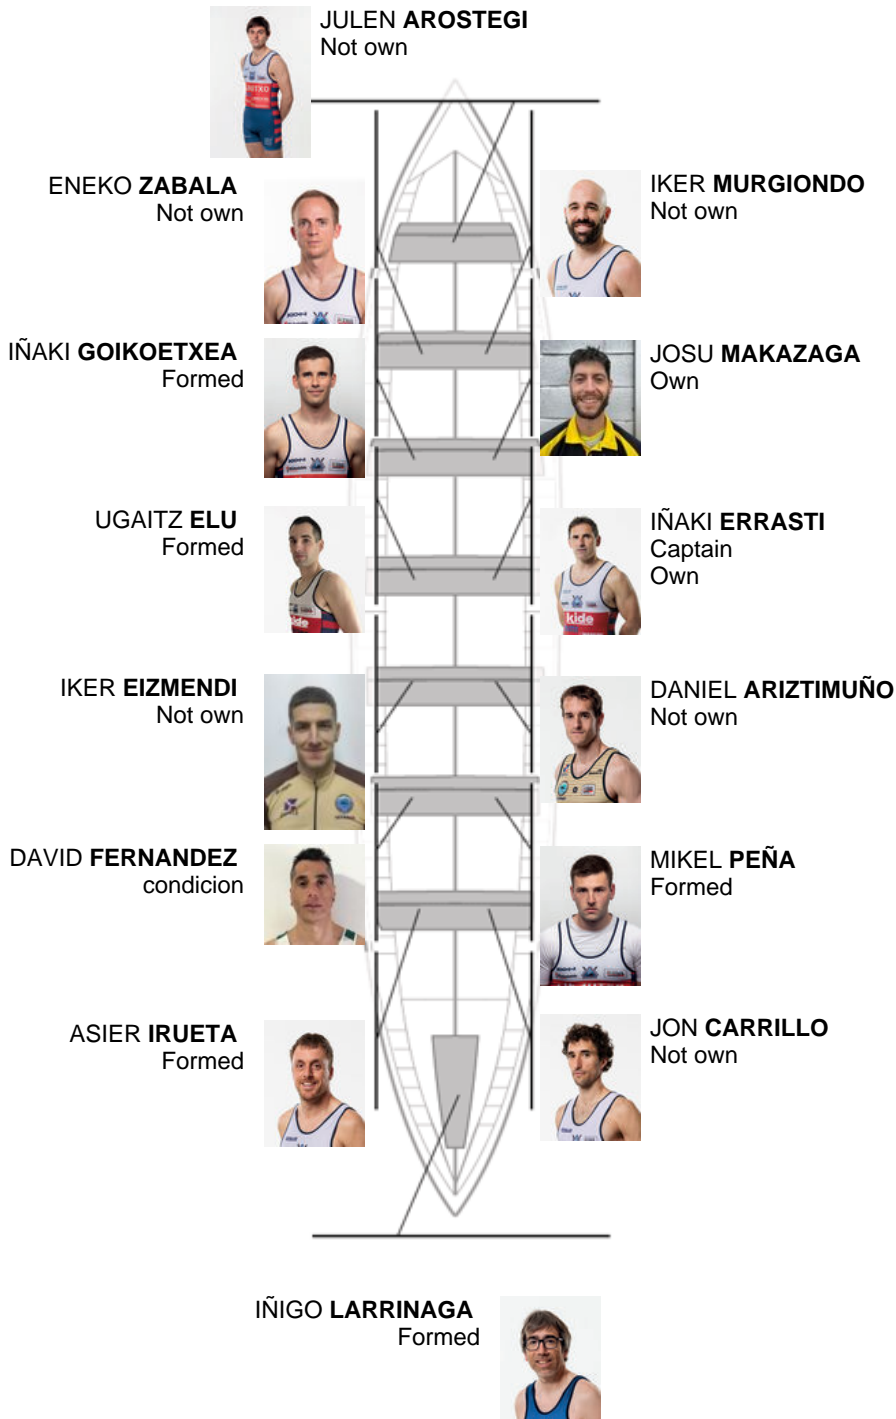 JULEN AROSTEGI
Not own
ENEKO ZABALA
Not own
IKER MURGIONDO
Not own
IÑAKI GOIKOETXEA
Formed
JOSU MAKAZAGA
Own
UGAITZ ELU
Formed
IÑAKI ERRASTI
Captain
Own
kide
kide
IKER EIZMENDI
Not own
DANIEL ARIZTIMUÑO
Not own
DAVID FERNANDEZ
condicion
MIKEL PEÑA
Formed
ASIER IRUETA
Formed
JON CARRILLO
Not own
IÑIGO LARRINAGA
Formed